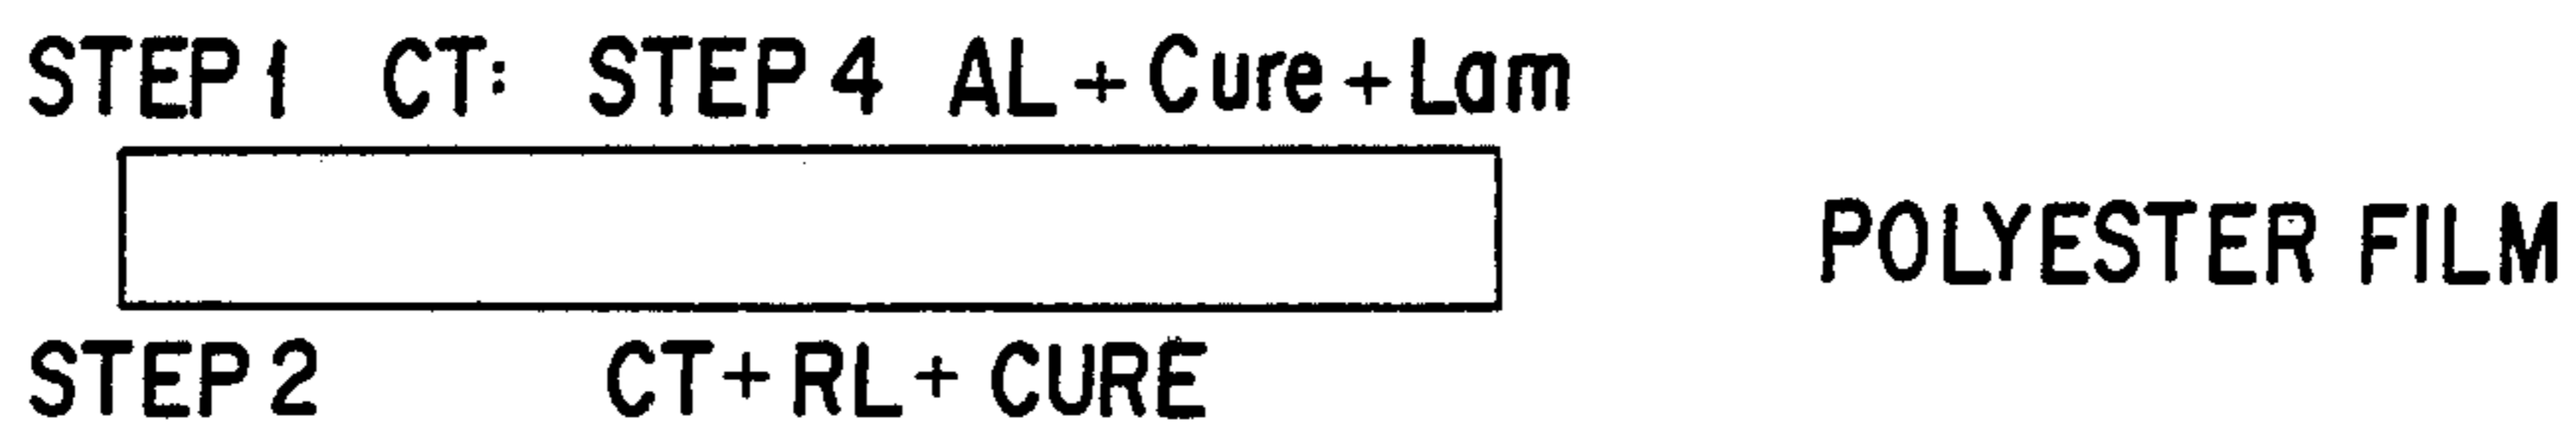 STEP 1 CT: STEP 4 AL + Cure + Lam
POLYESTER FILM
STEP 2 CT + RL + CURE